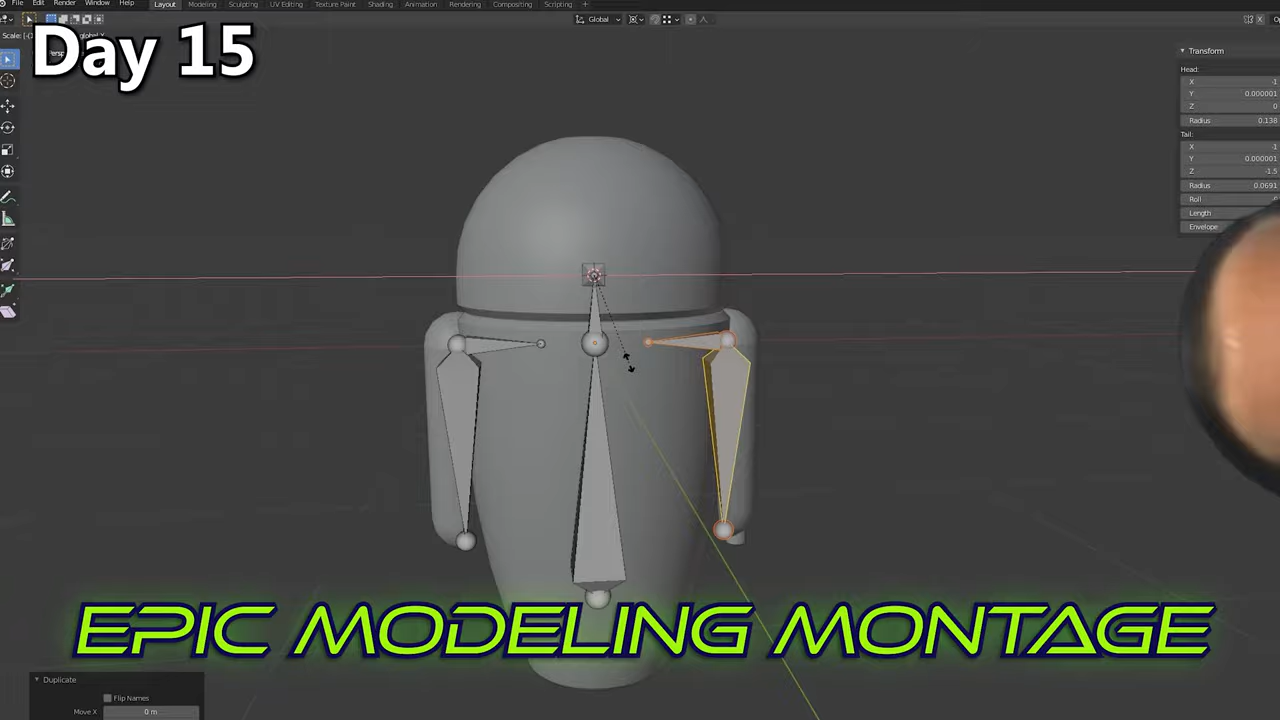 File Edit Render Window Help Layout Modeling Sculpting UV Editing Texture Paint Shading Animation Rendering Compositing Scripting +
Global
Day 15
Transform
Head:
X -1
Y 0.000001
Z 0
Radius 0.138
Tail:
X -1
Y 0.000001
Z -1.5
Radius 0.0691
Roll
Length
Envelope
EPIC MODELING MONTAGE
Duplicate
Flip Names
Move X 0 m